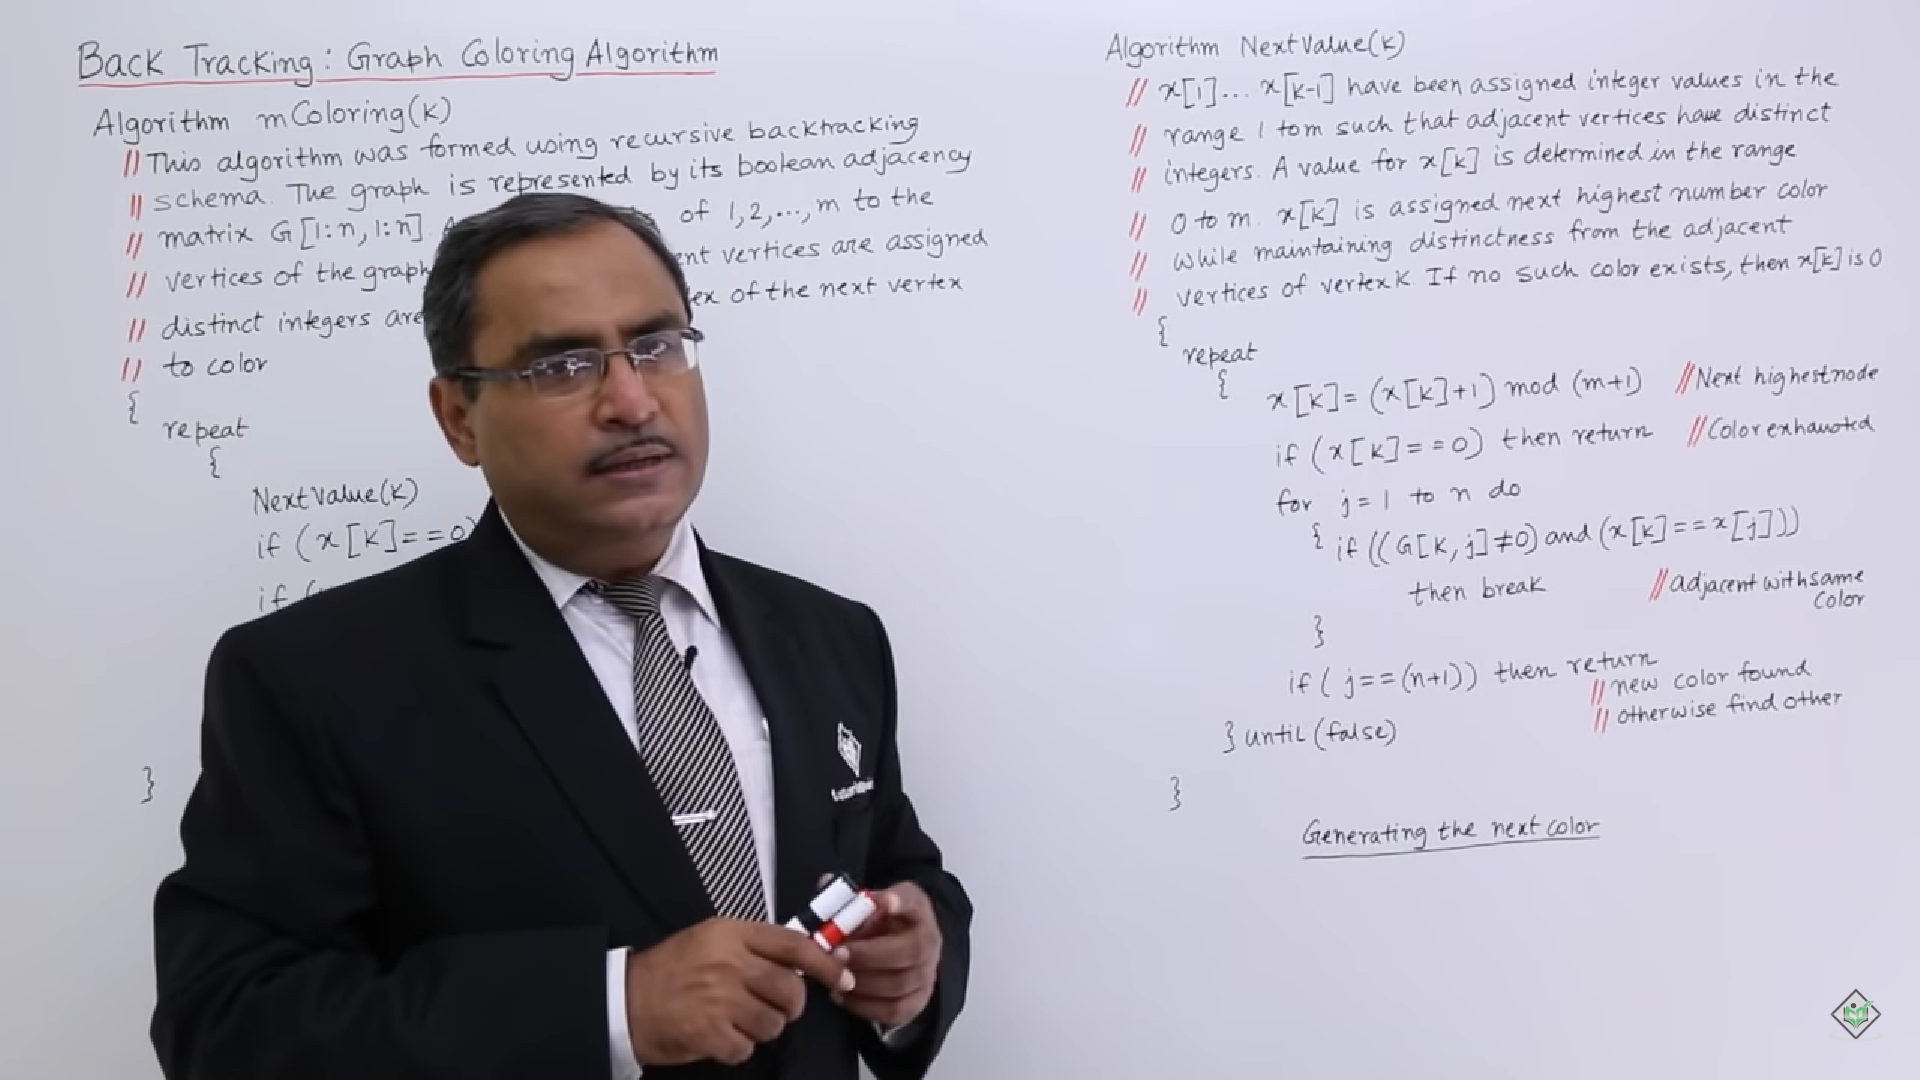 Back Tracking: Graph Coloring Algorithm
Algorithm mColoring(k)
// This algorithm was formed using recursive backtracking
// schema. The graph is represented by its boolean adjacency
// matrix G[1:n, 1:n]. of 1,2,...,m to the
// vertices of the graph vertices are assigned
// distinct integers are of the next vertex
// to color
{
repeat
{
NextValue(k)
if (x[k]==0)
if (
}
Algorithm NextValue(k)
// x[1]... x[k-1] have been assigned integer values in the
// range 1 to m such that adjacent vertices have distinct
// integers. A value for x[k] is determined in the range
// 0 to m. x[k] is assigned next highest number color
// while maintaining distinctness from the adjacent
// vertices of vertex k. If no such color exists, then x[k] is 0
{
repeat
{
x[k]= (x[k]+1) mod (m+1) //Next highest node
if (x[k]==0) then return //Color exhausted
for j=1 to n do
{ if ((G[k,j]≠0) and (x[k]==x[j]))
then break //adjacent with same
color
}
if (j==(n+1)) then return
// new color found
// otherwise find other
} until (false)
}
Generating the next color